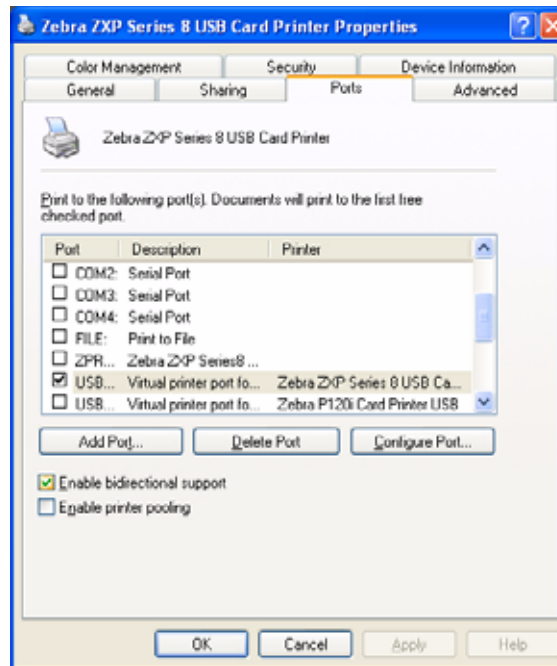 Zebra ZXP Series 8 USB Card Printer Properties
Color Management Security Device Information
General Sharing Ports Advanced
Zebra ZXP Series 8 USB Card Printer
Print to the following port(s). Documents will print to the first free
checked port.
Port Description Printer
COM2: Serial Port
COM3: Serial Port
COM4: Serial Port
FILE: Print to File
ZPR... Zebra ZXP Series8 ...
USB... Virtual printer port fo... Zebra ZXP Series 8 USB Ca...
USB... Virtual printer port fo... Zebra P120i Card Printer USB
Add Port... Delete Port Configure Port...
Enable bidirectional support
Enable printer pooling
OK Cancel Apply Help